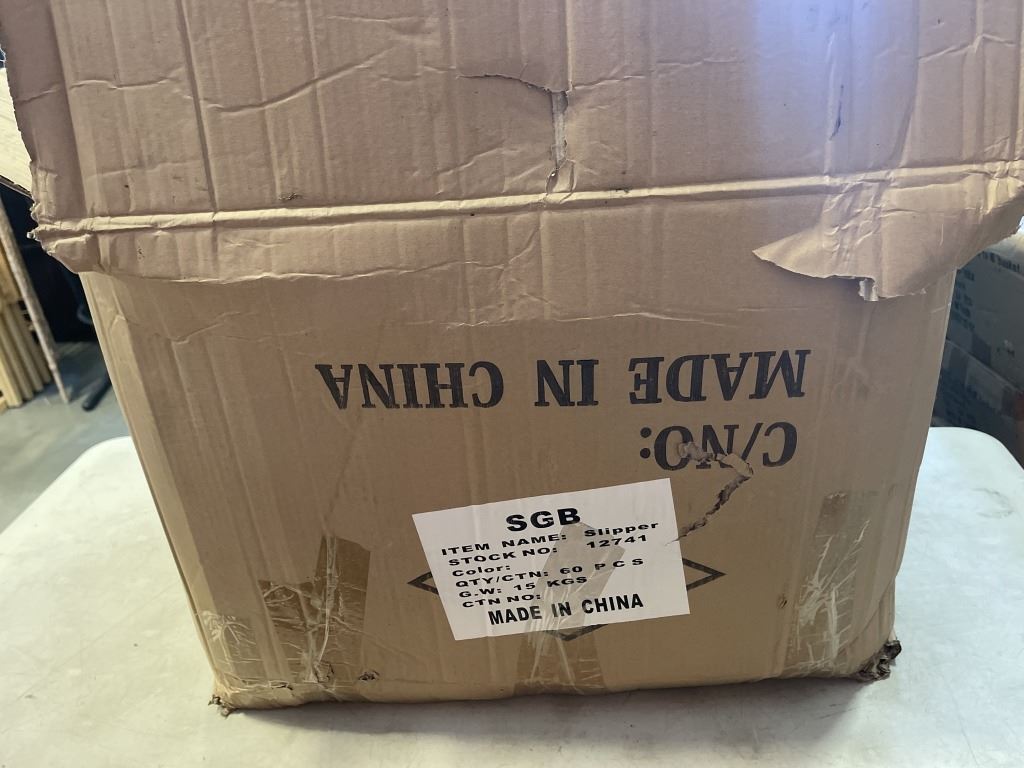 MADE IN CHINA
C/NO:
SGB
ITEM NAME: Slipper
STOCK NO: 12741
Color:
QTY/CTN: 60 PCS
G.W: 15 KGS
CTN NO:
MADE IN CHINA